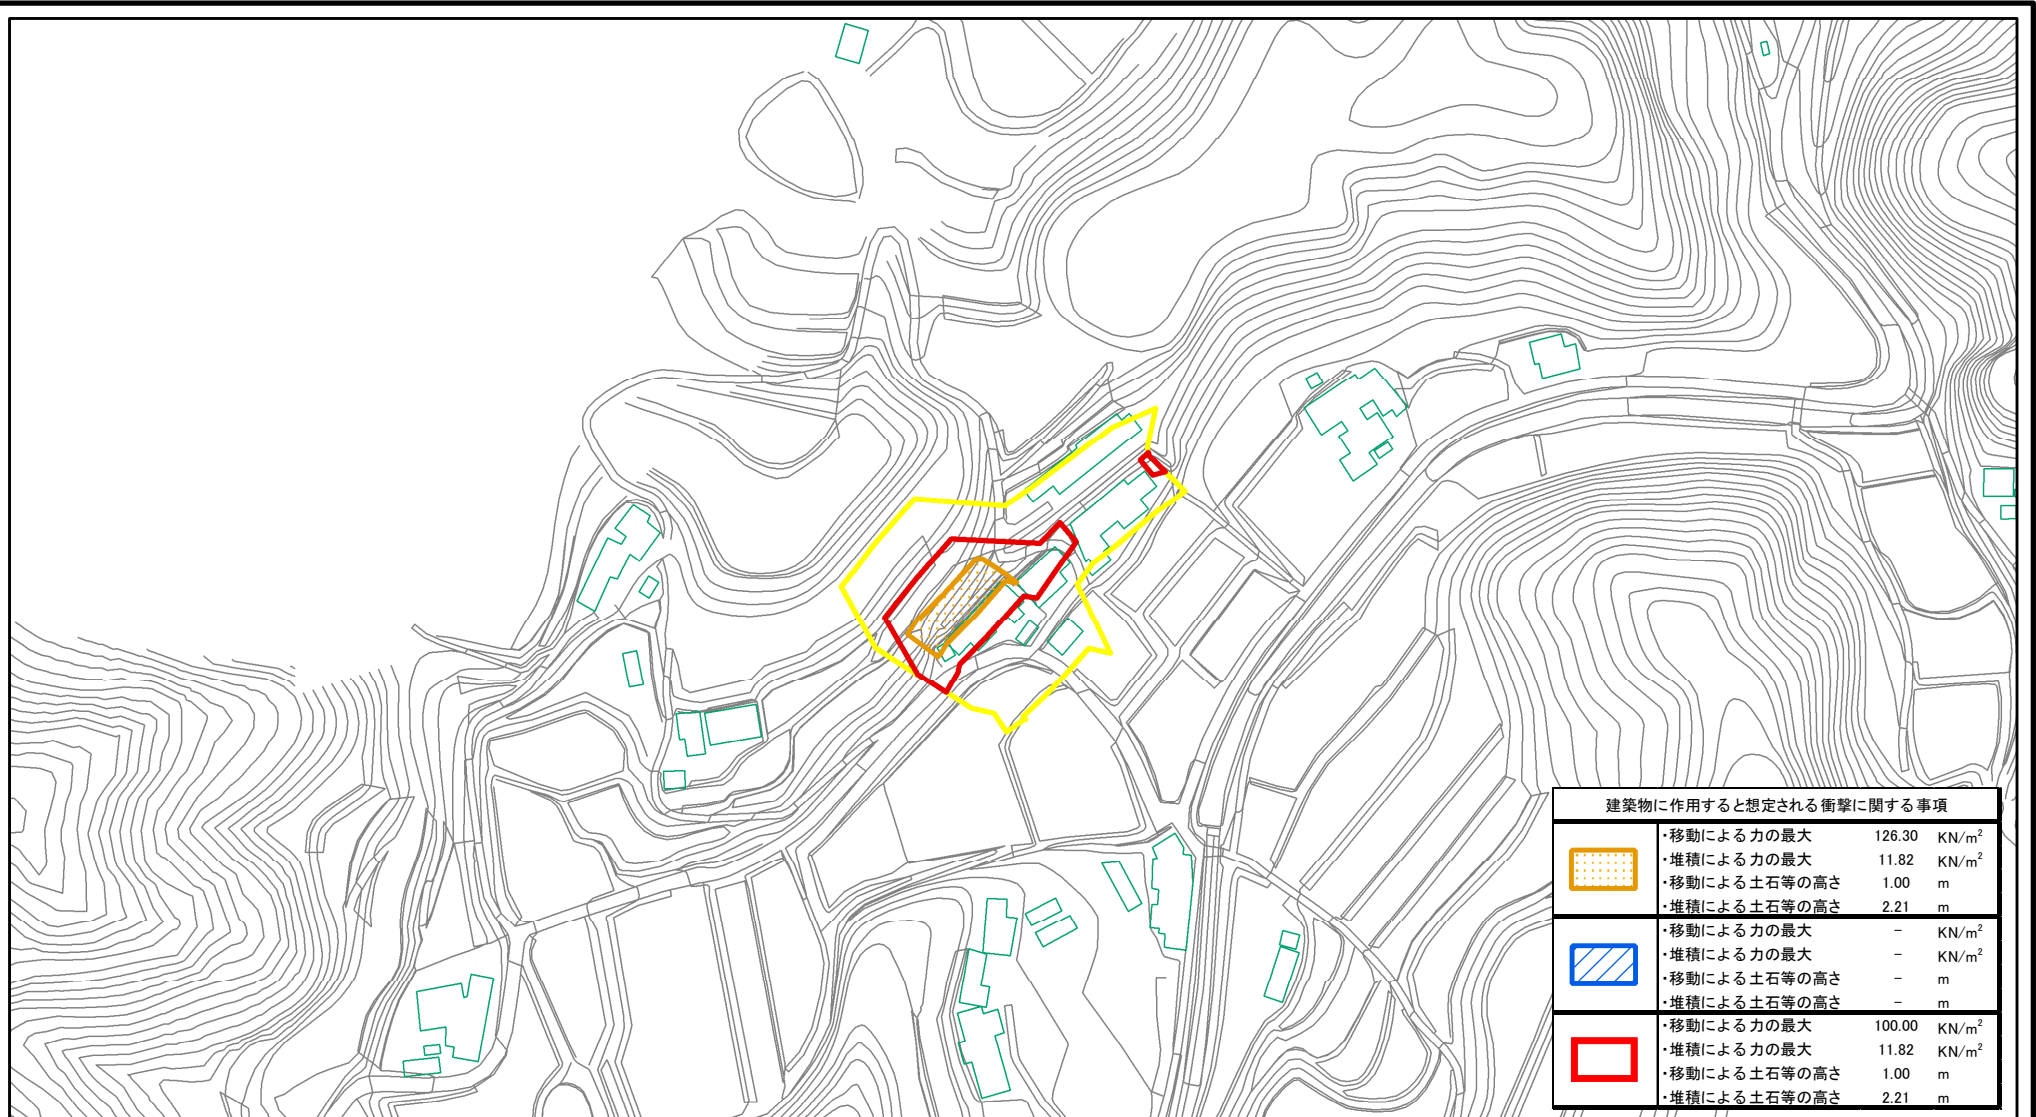 建築物に作用すると想定される衝撃に関する事項
・移動による力の最大 126.30 KN/m²
・堆積による力の最大 11.82 KN/m²
・移動による土石等の高さ 1.00 m
・堆積による土石等の高さ 2.21 m
・移動による力の最大 - KN/m²
・堆積による力の最大 - KN/m²
・移動による土石等の高さ - m
・堆積による土石等の高さ - m
・移動による力の最大 100.00 KN/m²
・堆積による力の最大 11.82 KN/m²
・移動による土石等の高さ 1.00 m
・堆積による土石等の高さ 2.21 m